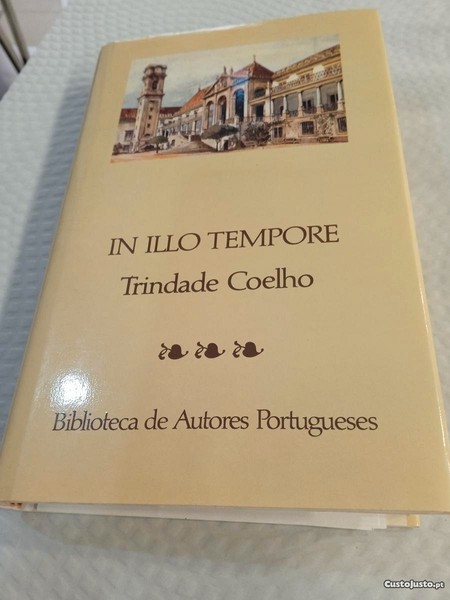 IN ILLO TEMPORE
Trindade Coelho
Biblioteca de Autores Portugueses
CustoJusto.pt